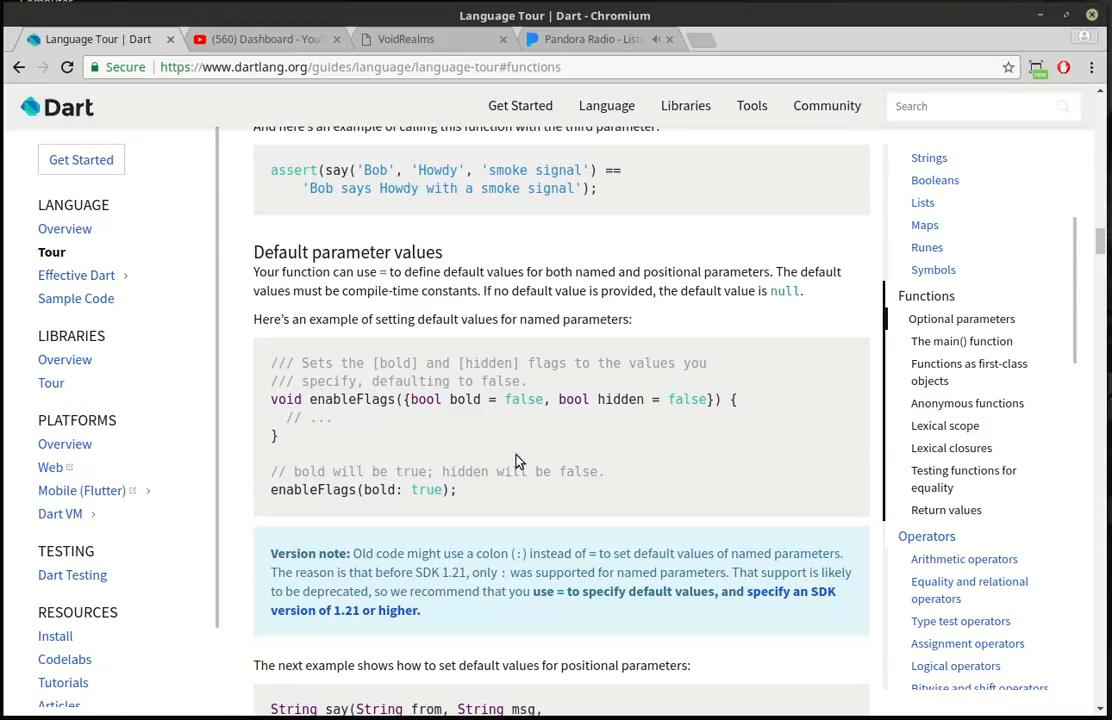 Language Tour | Dart - Chromium
Language Tour | Dart
(560) Dashboard - You
VoidRealms
Pandora Radio - Liste
Secure
https://www.dartlang.org/guides/language/language-tour#functions
new
Dart
Get Started
Language
Libraries
Tools
Community
Search
Get Started
LANGUAGE
Overview
Tour
Effective Dart
Sample Code
LIBRARIES
Overview
Tour
PLATFORMS
Overview
Web
Mobile (Flutter)
Dart VM
TESTING
Dart Testing
RESOURCES
Install
Codelabs
Tutorials
Articles
And here's an example of calling this function with the third parameter:
assert(say('Bob', 'Howdy', 'smoke signal') ==
'Bob says Howdy with a smoke signal');
Default parameter values
Your function can use = to define default values for both named and positional parameters. The default
values must be compile-time constants. If no default value is provided, the default value is null.
Here's an example of setting default values for named parameters:
/// Sets the [bold] and [hidden] flags to the values you
/// specify, defaulting to false.
void enableFlags({bool bold = false, bool hidden = false}) {
// ...
}
// bold will be true; hidden will be false.
enableFlags(bold: true);
Version note: Old code might use a colon (:) instead of = to set default values of named parameters.
The reason is that before SDK 1.21, only : was supported for named parameters. That support is likely
to be deprecated, so we recommend that you use = to specify default values, and specify an SDK
version of 1.21 or higher.
The next example shows how to set default values for positional parameters:
String say(String from, String msg,
Strings
Booleans
Lists
Maps
Runes
Symbols
Functions
Optional parameters
The main() function
Functions as first-class
objects
Anonymous functions
Lexical scope
Lexical closures
Testing functions for
equality
Return values
Operators
Arithmetic operators
Equality and relational
operators
Type test operators
Assignment operators
Logical operators
Bitwise and shift operators